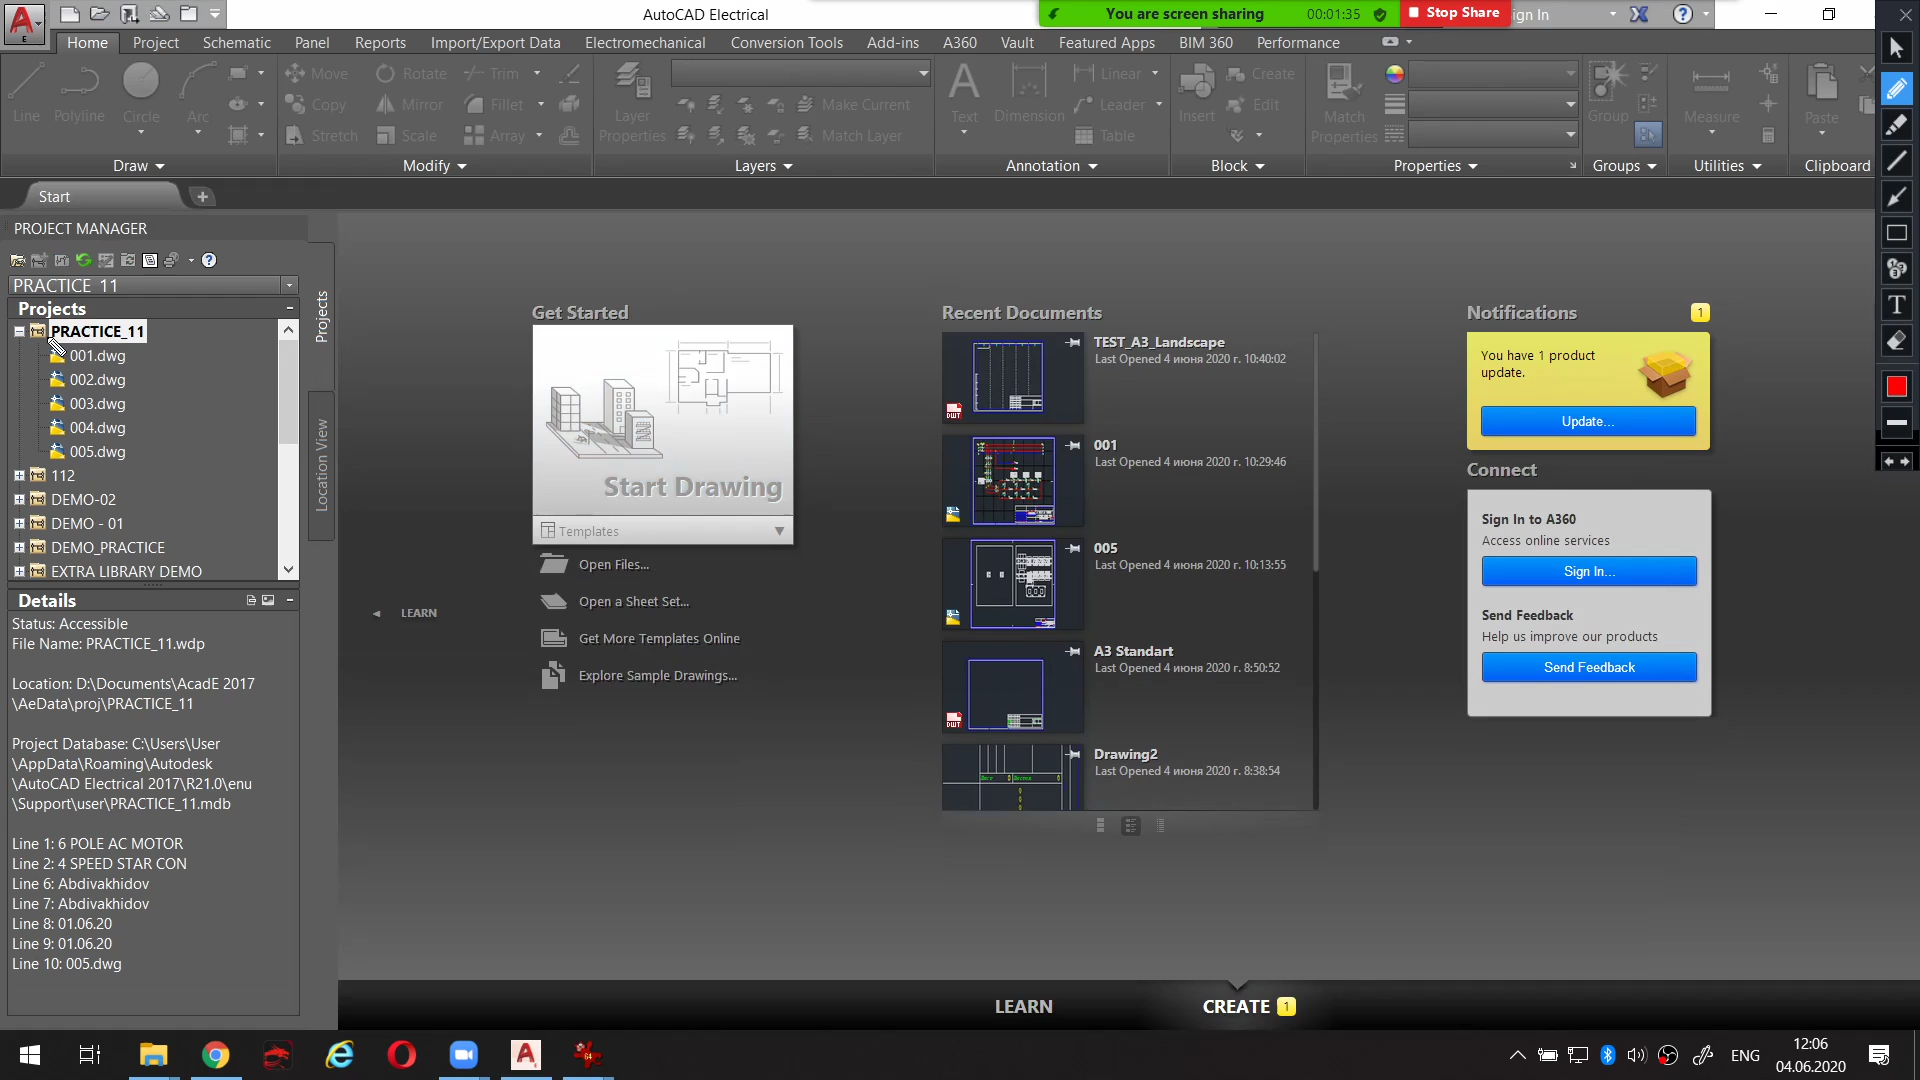 AutoCAD Electrical
You are screen sharing
00:01:35
Stop Share
ign In
Home
Project
Schematic
Panel
Reports
Import/Export Data
Electromechanical
Conversion Tools
Add-ins
A360
Vault
Featured Apps
BIM 360
Performance
Line
Polyline
Circle
Arc
Move
Rotate
Trim
Copy
Mirror
Fillet
Stretch
Scale
Array
Layer
Properties
Make Current
Match Layer
Text
Dimension
Linear
Leader
Table
Insert
Create
Edit
Match
Properties
Group
Measure
Paste
Draw
Modify
Layers
Annotation
Block
Properties
Groups
Utilities
Clipboard
Start
PROJECT MANAGER
PRACTICE_11
Projects
PRACTICE_11
001.dwg
002.dwg
003.dwg
004.dwg
005.dwg
112
DEMO-02
DEMO - 01
DEMO_PRACTICE
EXTRA LIBRARY DEMO
Projects
Location View
Details
Status: Accessible
File Name: PRACTICE_11.wdp
Location: D:\Documents\AcadE 2017
\AeData\proj\PRACTICE_11
Project Database: C:\Users\User
\AppData\Roaming\Autodesk
\AutoCAD Electrical 2017\R21.0\enu
\Support\user\PRACTICE_11.mdb
Line 1: 6 POLE AC MOTOR
Line 2: 4 SPEED STAR CON
Line 6: Abdivakhidov
Line 7: Abdivakhidov
Line 8: 01.06.20
Line 9: 01.06.20
Line 10: 005.dwg
LEARN
Get Started
Start Drawing
Templates
Open Files...
Open a Sheet Set...
Get More Templates Online
Explore Sample Drawings...
Recent Documents
TEST_A3_Landscape
Last Opened 4 июня 2020 г. 10:40:02
001
Last Opened 4 июня 2020 г. 10:29:46
005
Last Opened 4 июня 2020 г. 10:13:55
A3 Standart
Last Opened 4 июня 2020 г. 8:50:52
Drawing2
Last Opened 4 июня 2020 г. 8:38:54
Notifications
1
You have 1 product
update.
Update...
Connect
Sign In to A360
Access online services
Sign In...
Send Feedback
Help us improve our products
Send Feedback
LEARN
CREATE
1
ENG
12:06
04.06.2020